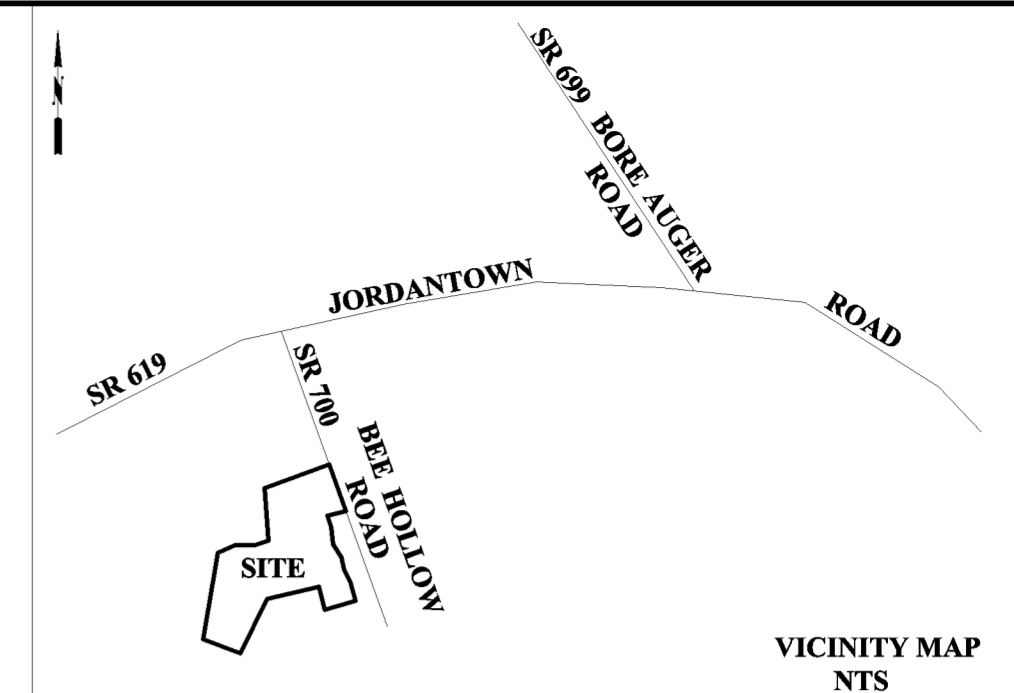 N
SR 699 BORE AUGER
ROAD
JORDANTOWN
ROAD
SR 619
SR 700
BEE HOLLOW
ROAD
SITE
VICINITY MAP
NTS